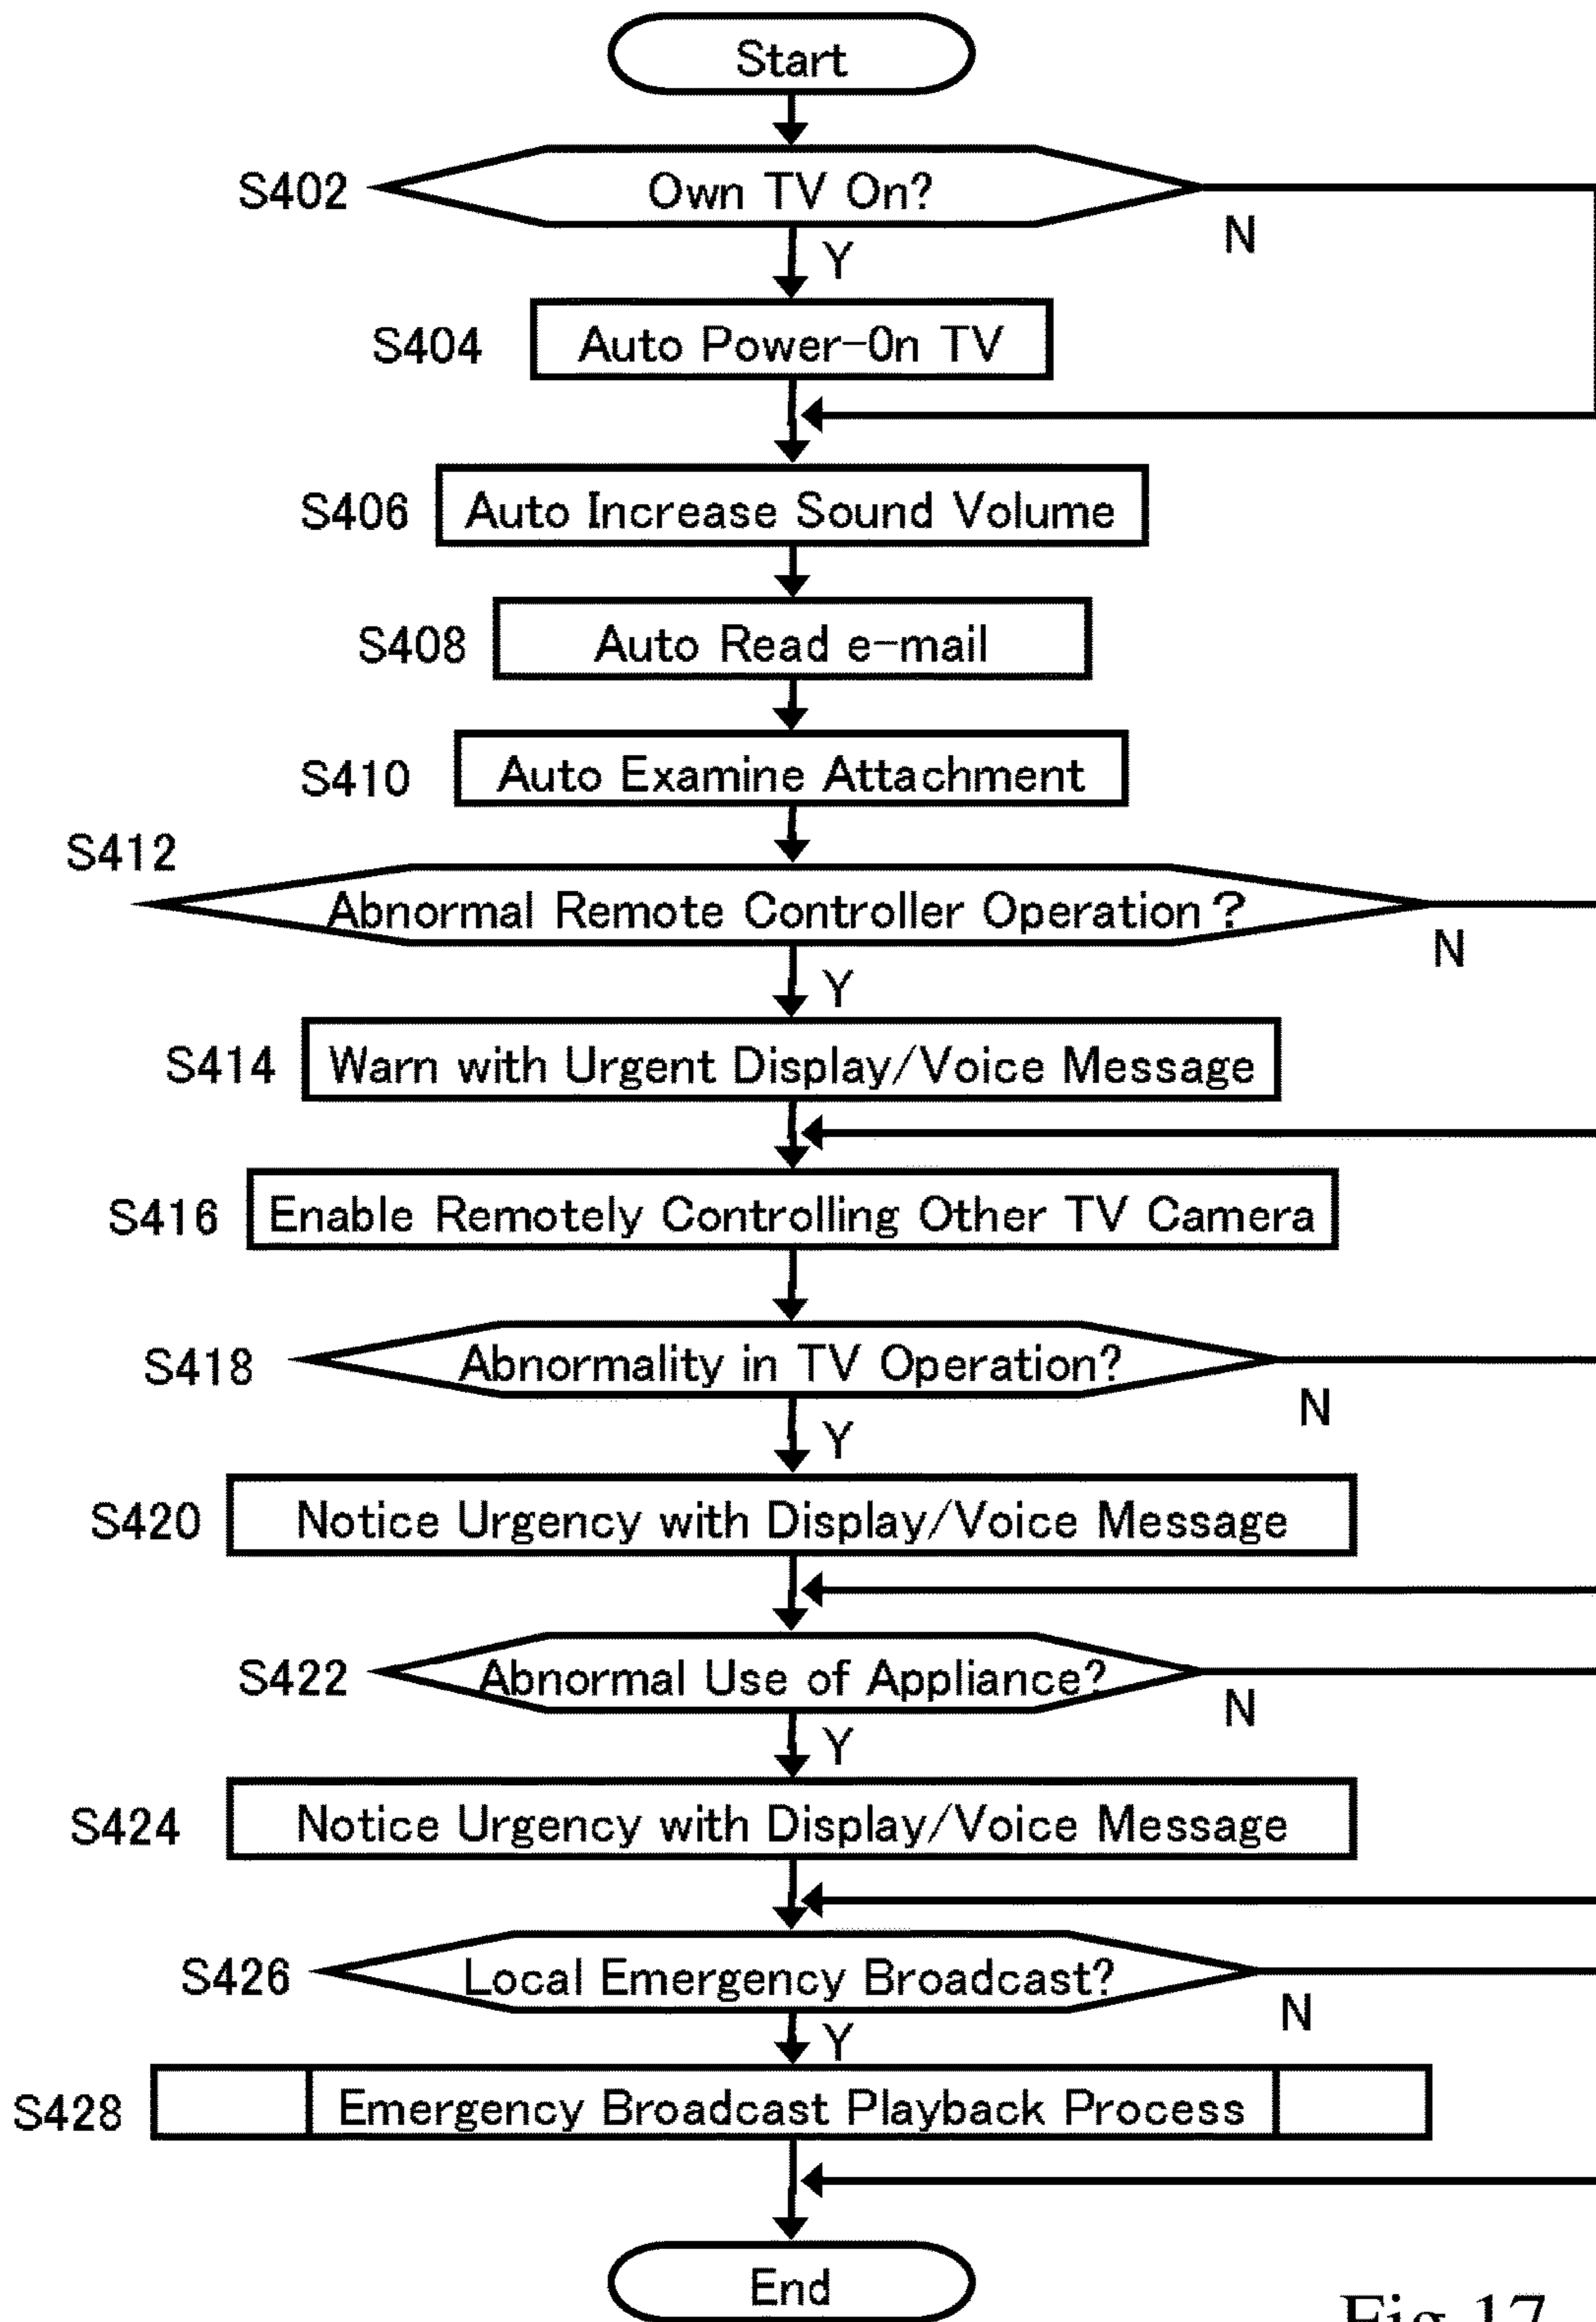 Start
S402 Own TV On?
N
Y
S404 Auto Power-On TV
S406 Auto Increase Sound Volume
S408 Auto Read e-mail
S410 Auto Examine Attachment
S412
Abnormal Remote Controller Operation?
N
Y
S414 Warn with Urgent Display/Voice Message
S416 Enable Remotely Controlling Other TV Camera
S418 Abnormality in TV Operation?
N
Y
S420 Notice Urgency with Display/Voice Message
S422 Abnormal Use of Appliance?
N
Y
S424 Notice Urgency with Display/Voice Message
S426 Local Emergency Broadcast?
N
Y
S428 Emergency Broadcast Playback Process
End
Fig.17